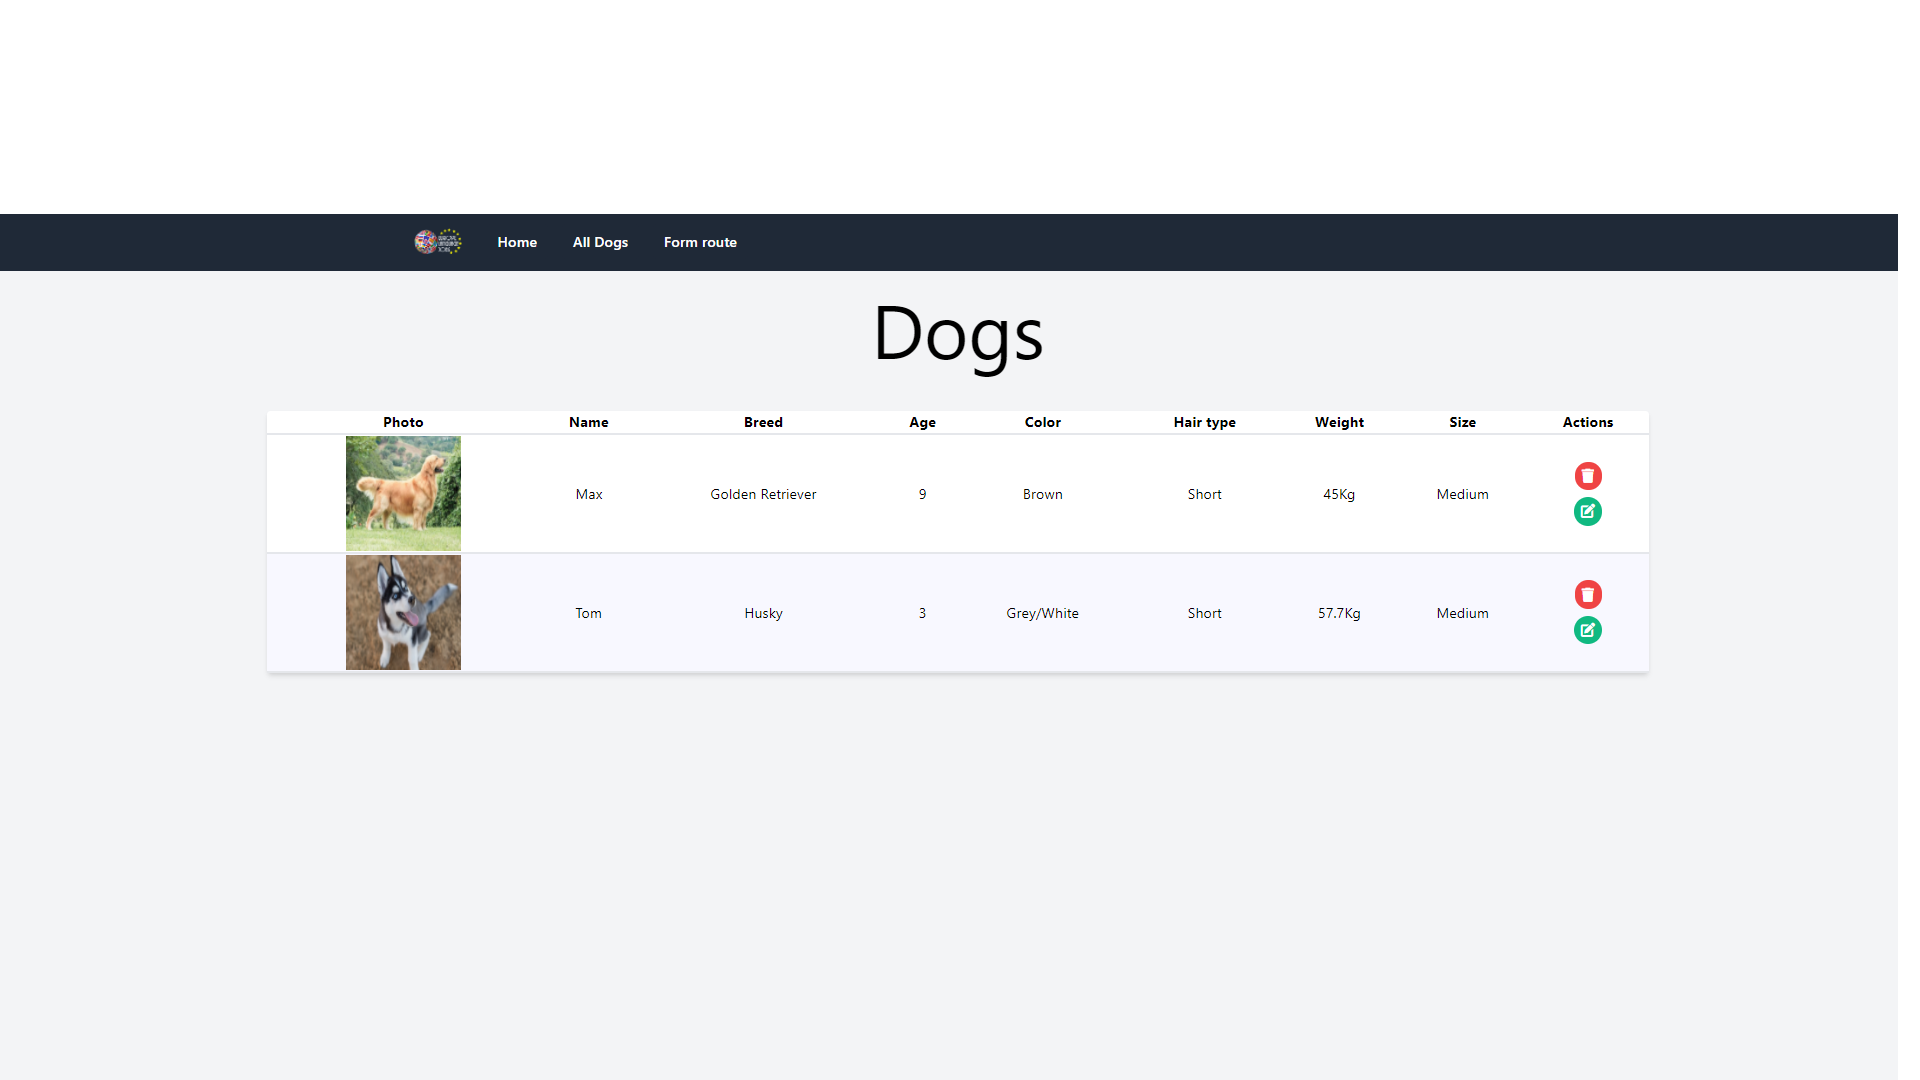 Home All Dogs Form route
Dogs
Photo Name Breed Age Color Hair type Weight Size Actions
Max Golden Retriever 9 Brown Short 45Kg Medium
Tom Husky 3 Grey/White Short 57.7Kg Medium